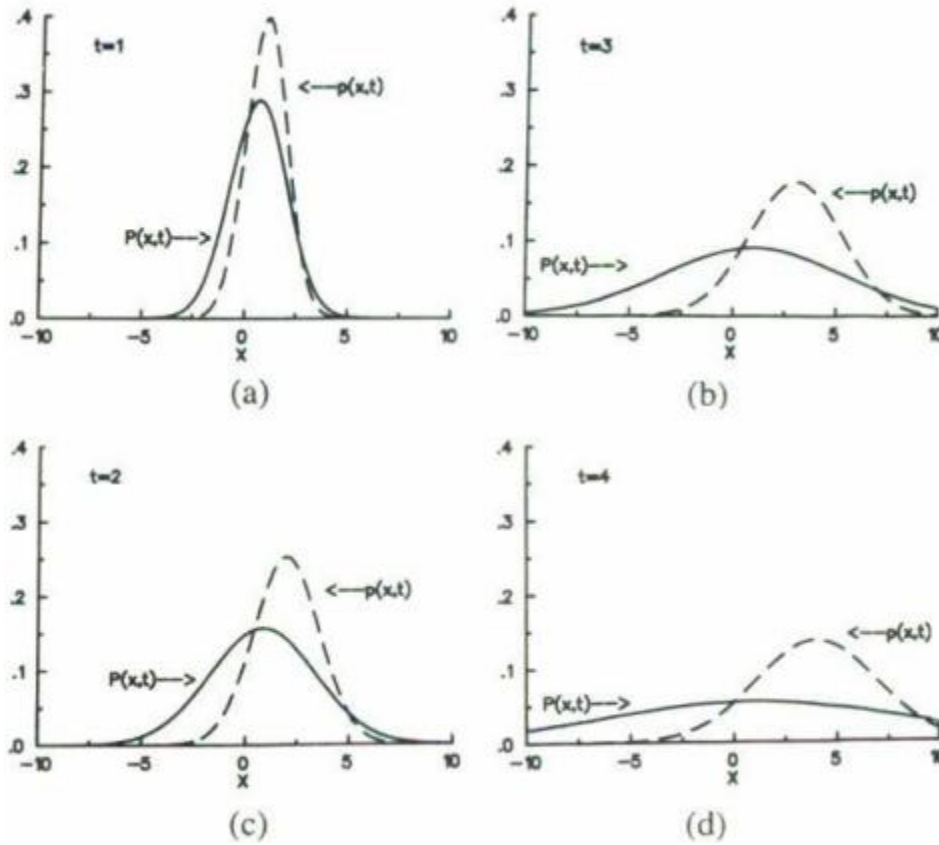 .4
t=1
.3
<---p(x,t)
.2
P(x,t)--->
.1
.0
-10
-5
0
5
10
X
(a)
.4
t=3
.3
.2
<---p(x,t)
.1
P(x,t)--->
.0
-10
-5
0
5
10
X
(b)
.4
t=2
.3
.2
<---p(x,t)
.1
P(x,t)--->
.0
-10
-5
0
5
10
X
(c)
.4
t=4
.3
.2
.1
<---p(x,t)
P(x,t)--->
.0
-10
-5
0
5
10
X
(d)